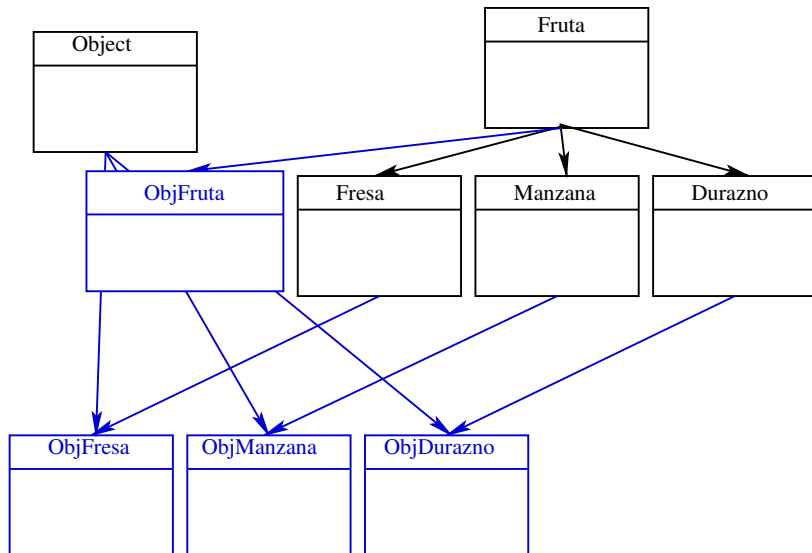 Object
Fruta
ObjFruta
Fresa
Manzana
Durazno
ObjFresa
ObjManzana
ObjDurazno